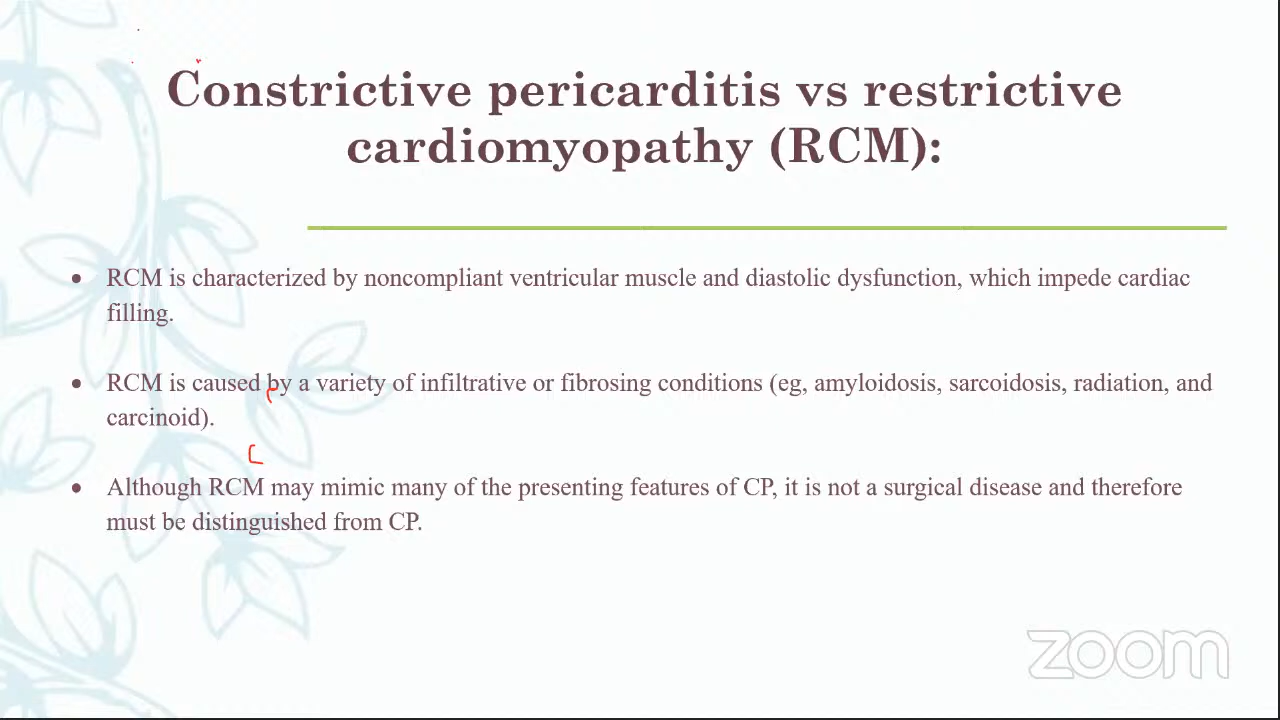 Constrictive pericarditis vs restrictive
cardiomyopathy (RCM):
• RCM is characterized by noncompliant ventricular muscle and diastolic dysfunction, which impede cardiac
filling.
• RCM is caused by a variety of infiltrative or fibrosing conditions (eg, amyloidosis, sarcoidosis, radiation, and
carcinoid).
• Although RCM may mimic many of the presenting features of CP, it is not a surgical disease and therefore
must be distinguished from CP.
zoom